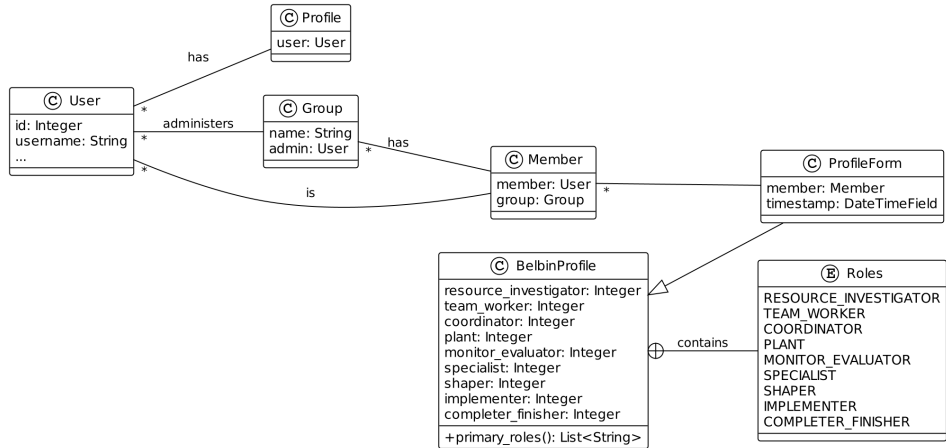 C Profile
user: User
has
C User
id: Integer
username: String
...
*
*
*
administers
C Group
name: String
admin: User
*
has
is
C Member
member: User
group: Group
*
C ProfileForm
member: Member
timestamp: DateTimeField
C BelbinProfile
resource_investigator: Integer
team_worker: Integer
coordinator: Integer
plant: Integer
monitor_evaluator: Integer
specialist: Integer
shaper: Integer
implementer: Integer
completer_finisher: Integer
+primary_roles(): List<String>
contains
E Roles
RESOURCE_INVESTIGATOR
TEAM_WORKER
COORDINATOR
PLANT
MONITOR_EVALUATOR
SPECIALIST
SHAPER
IMPLEMENTER
COMPLETER_FINISHER